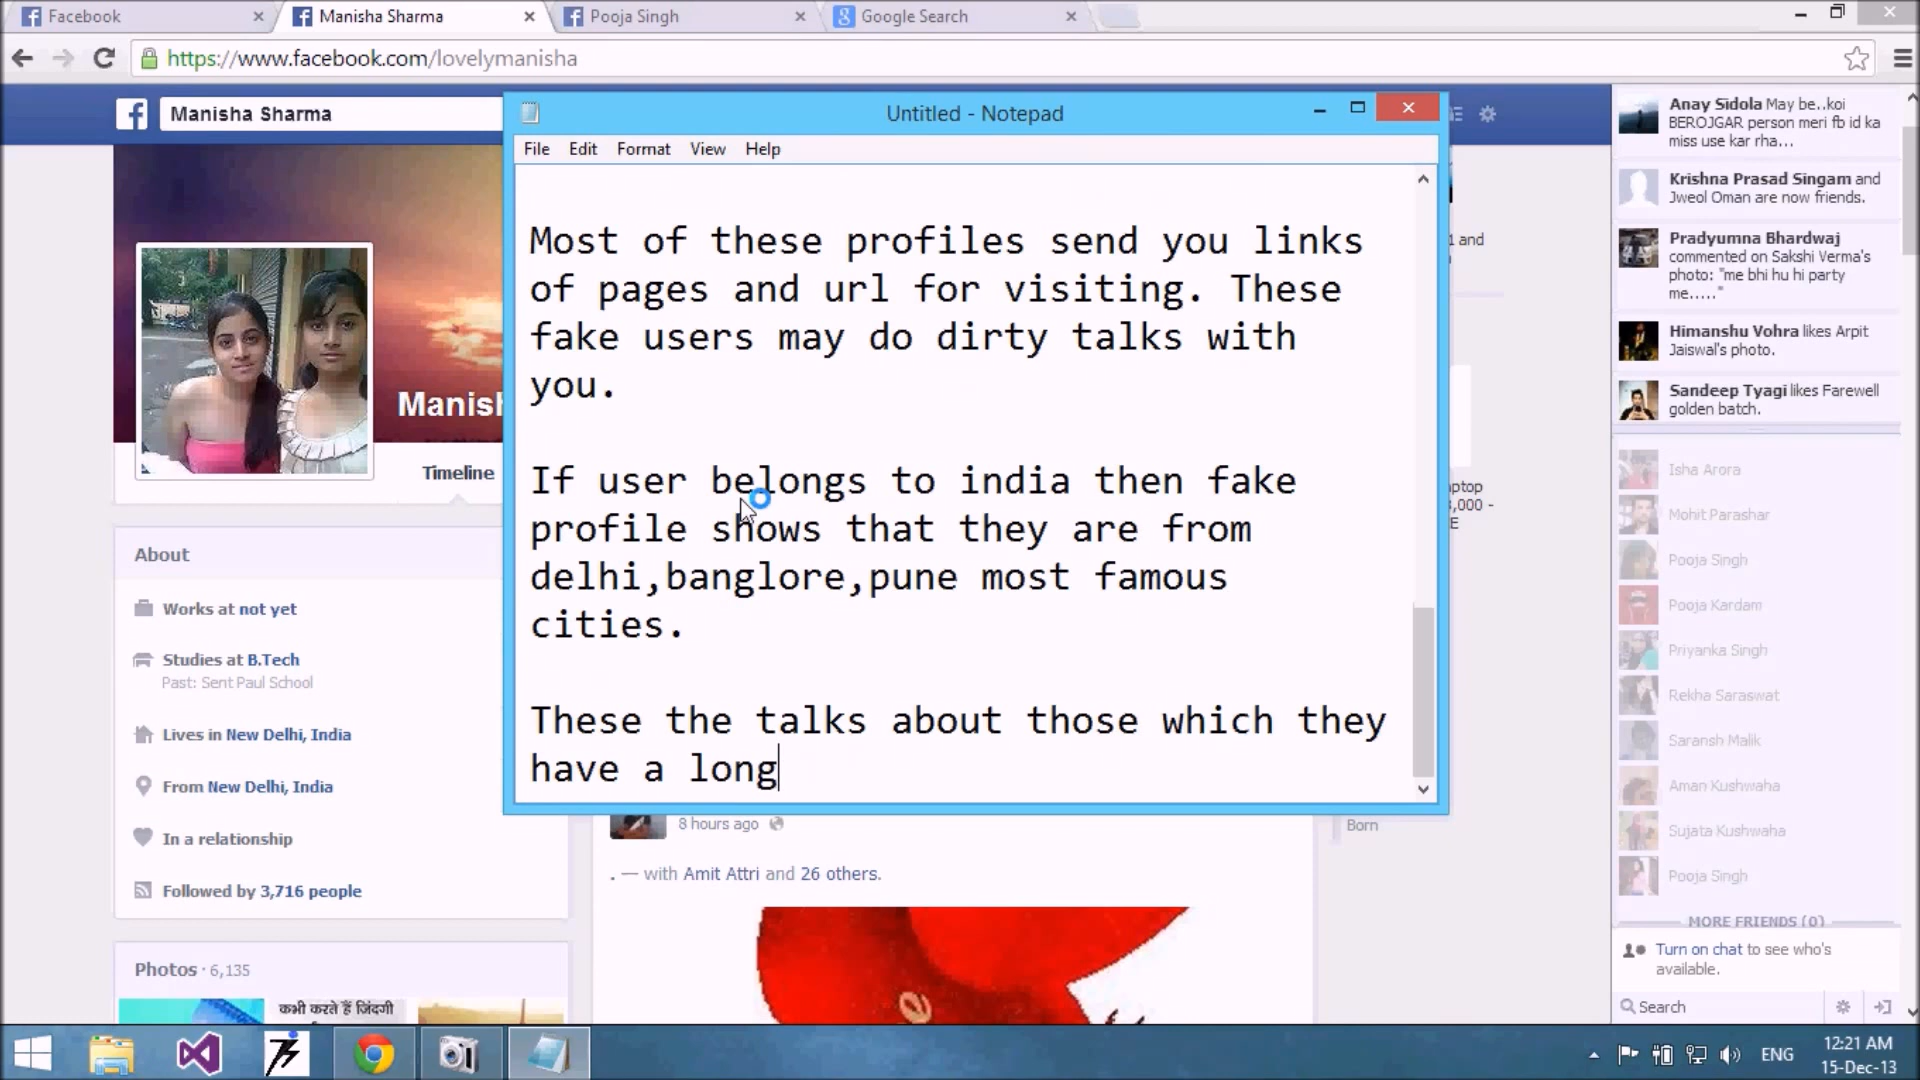 Facebook
Manisha Sharma
Pooja Singh
Google Search
https://www.facebook.com/lovelymanisha
Manisha Sharma
Untitled - Notepad
File Edit Format View Help
Most of these profiles send you links
of pages and url for visiting. These
fake users may do dirty talks with
you.
If user belongs to india then fake
profile shows that they are from
delhi,banglore,pune most famous
cities.
These the talks about those which they
have a long
Manis
Timeline
About
Works at not yet
Studies at B.Tech
Past: Sent Paul School
Lives in New Delhi, India
From New Delhi, India
In a relationship
Followed by 3,716 people
Photos · 6,135
कभी करते हैं जिंदगी
8 hours ago
. — with Amit Attri and 26 others.
1 and
aptop
3,000 -
E
Born
Anay Sidola May be..koi
BEROJGAR person meri fb id ka
miss use kar rha...
Krishna Prasad Singam and
Jweol Oman are now friends.
Pradyumna Bhardwaj
commented on Sakshi Verma's
photo: "me bhi hu hi party
me....."
Himanshu Vohra likes Arpit
Jaiswal's photo.
Sandeep Tyagi likes Farewell
golden batch.
Isha Arora
Mohit Parashar
Pooja Singh
Pooja Kardam
Priyanka Singh
Rekha Saraswat
Saransh Malik
Aman Kushwaha
Sujata Kushwaha
Pooja Singh
MORE FRIENDS (0)
Turn on chat to see who's
available.
Search
ENG
12:21 AM
15-Dec-13